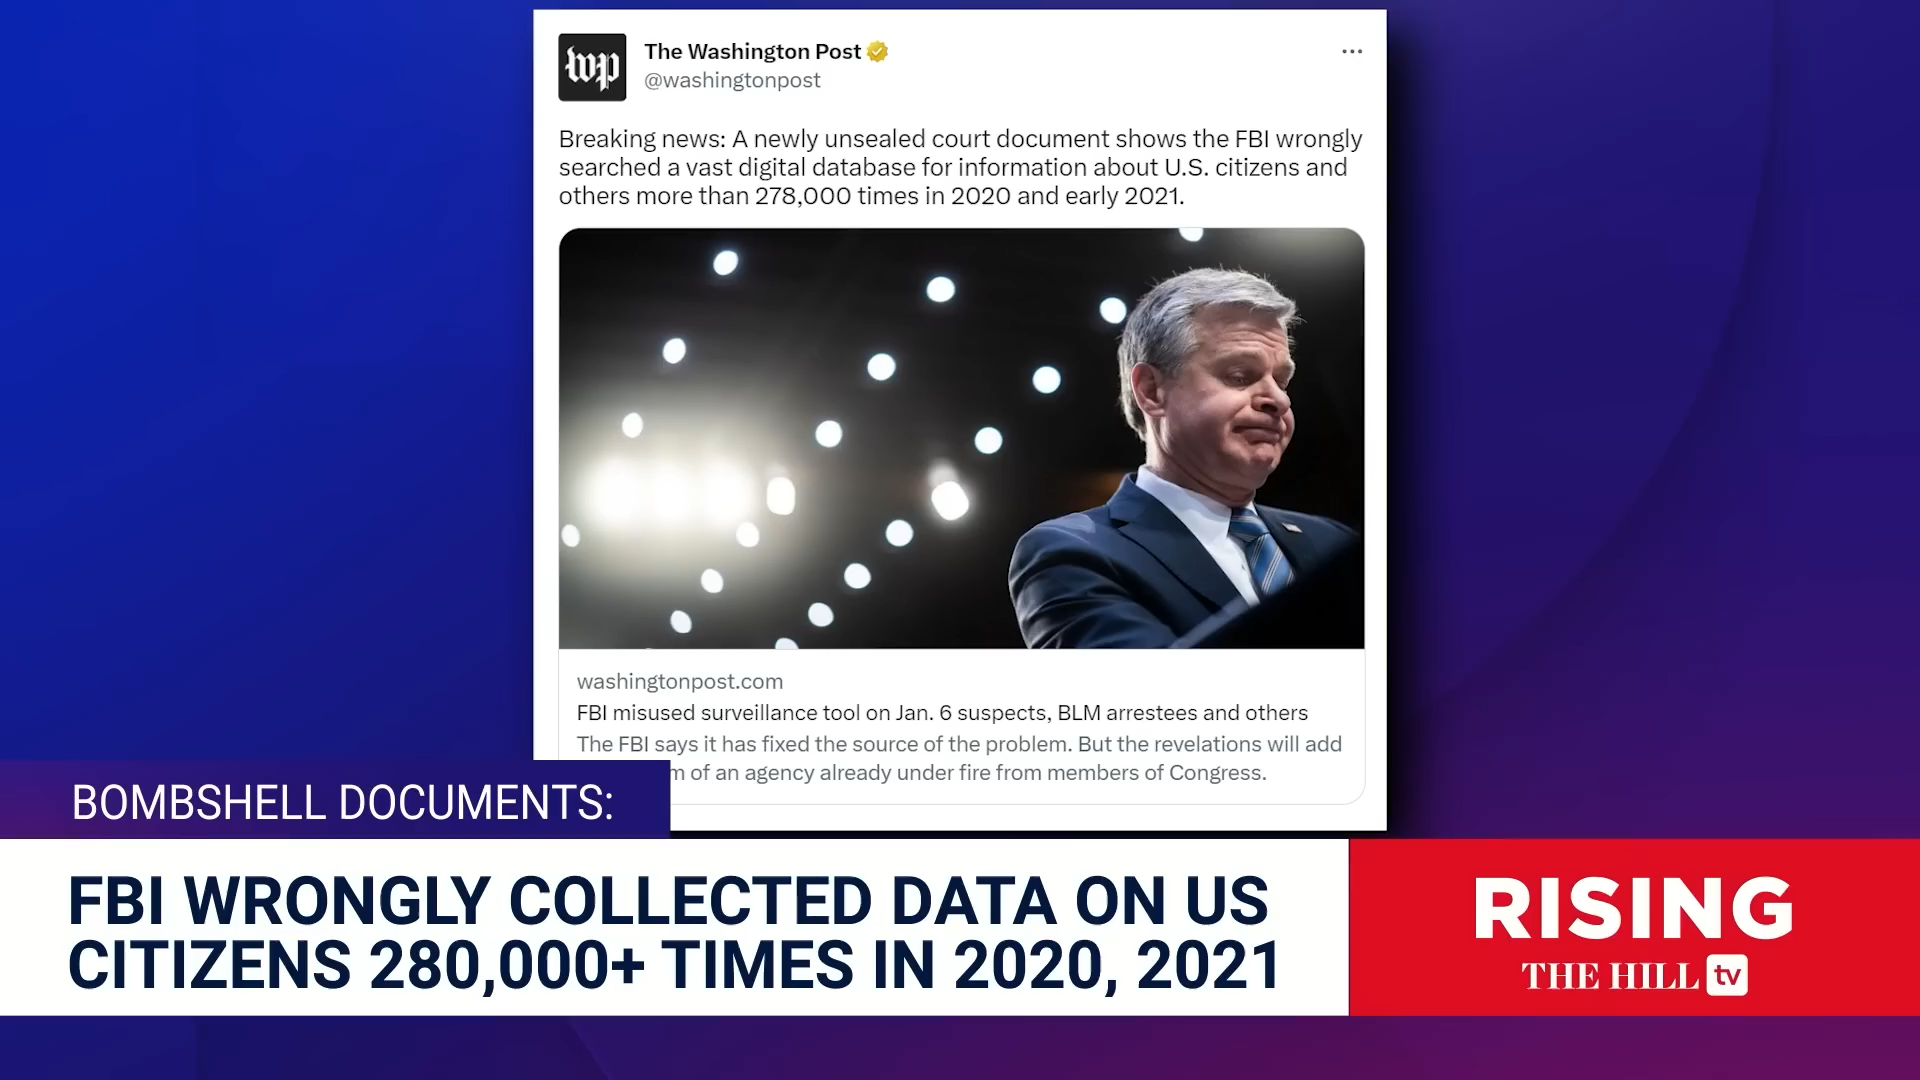 wp
The Washington Post
@washingtonpost
Breaking news: A newly unsealed court document shows the FBI wrongly
searched a vast digital database for information about U.S. citizens and
others more than 278,000 times in 2020 and early 2021.
washingtonpost.com
FBI misused surveillance tool on Jan. 6 suspects, BLM arrestees and others
The FBI says it has fixed the source of the problem. But the revelations will add
of an agency already under fire from members of Congress.
BOMBSHELL DOCUMENTS:
FBI WRONGLY COLLECTED DATA ON US
CITIZENS 280,000+ TIMES IN 2020, 2021
RISING
THE HILL tv